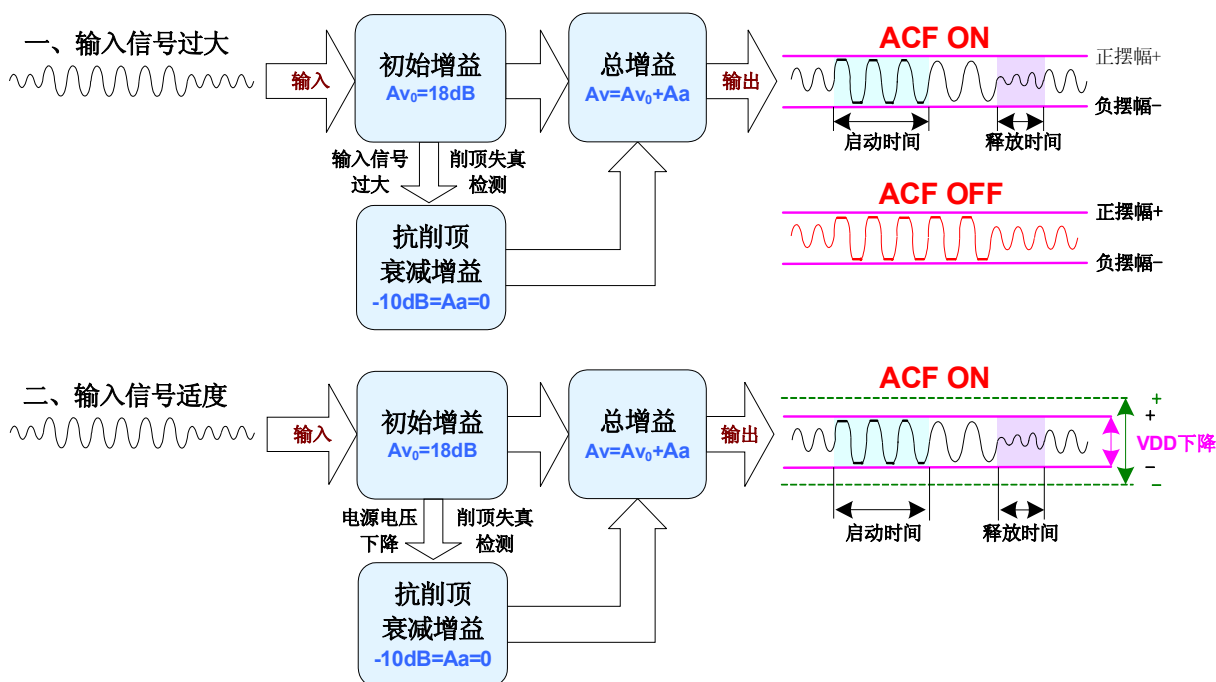 一、输入信号过大
输入
初始增益
Av₀=18dB
总增益
Av=Av₀+Aa
输出
ACF ON
正摆幅+
负摆幅−
启动时间
释放时间
输入信号
过大
削顶失真
检测
抗削顶
衰减增益
-10dB=Aa=0
ACF OFF
正摆幅+
负摆幅−
二、输入信号适度
输入
初始增益
Av₀=18dB
总增益
Av=Av₀+Aa
输出
ACF ON
+
+
VDD下降
−
−
启动时间
释放时间
电源电压
下降
削顶失真
检测
抗削顶
衰减增益
-10dB=Aa=0